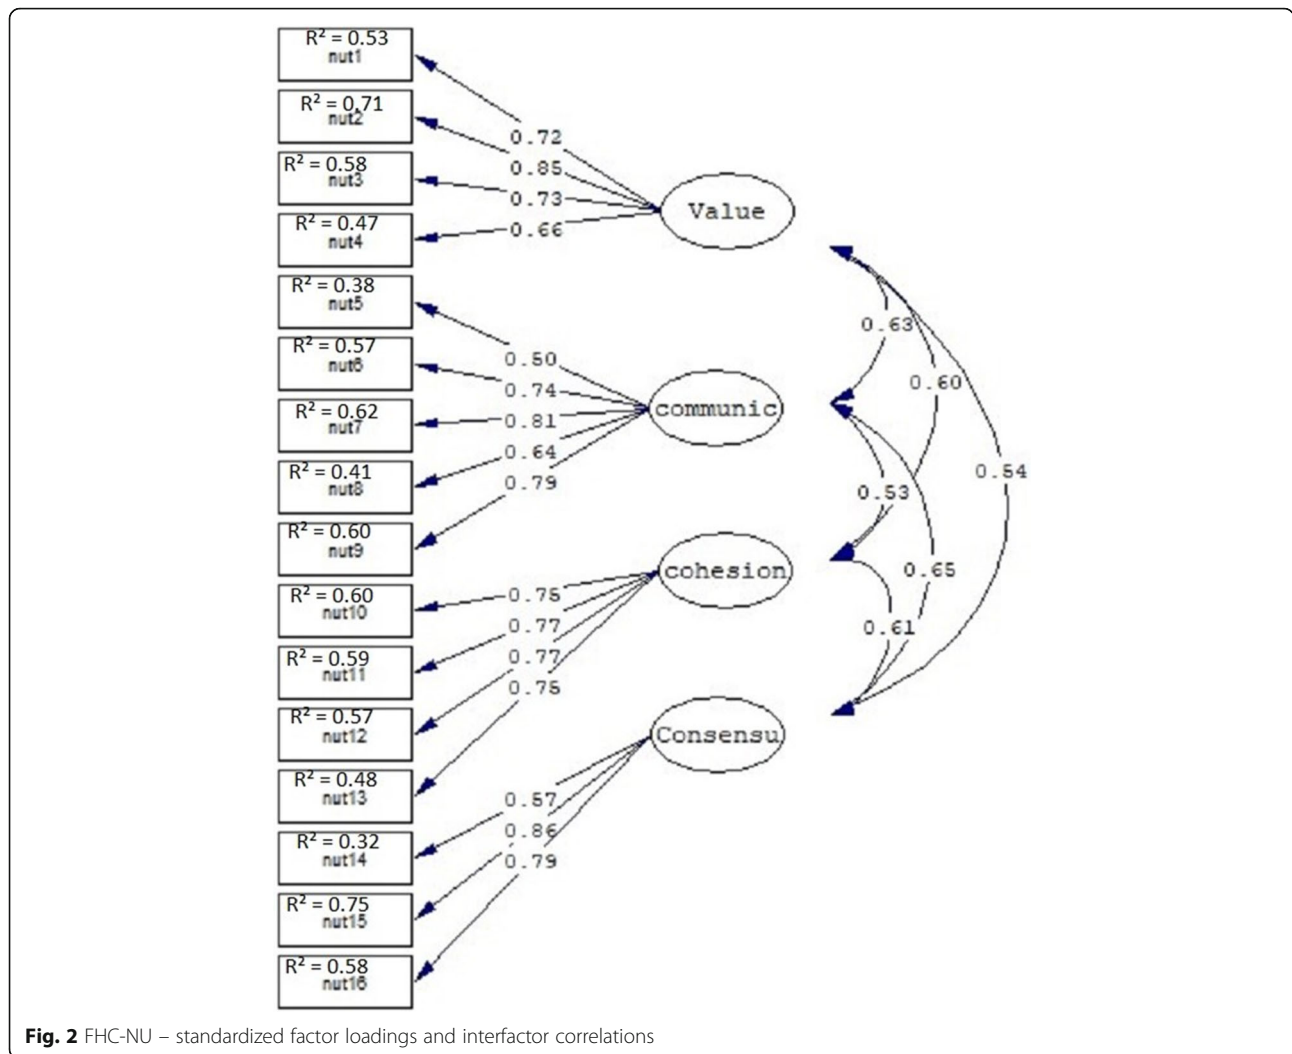 R² = 0.53
nut1
R² = 0.71
nut2
R² = 0.58
nut3
R² = 0.47
nut4
R² = 0.38
nut5
R² = 0.57
nut6
R² = 0.62
nut7
R² = 0.41
nut8
R² = 0.60
nut9
R² = 0.60
nut10
R² = 0.59
nut11
R² = 0.57
nut12
R² = 0.48
nut13
R² = 0.32
nut14
R² = 0.75
nut15
R² = 0.58
nut16
0.72
0.85
0.73
0.66
0.50
0.74
0.81
0.64
0.79
0.75
0.77
0.77
0.75
0.57
0.86
0.79
Value
communic
cohesion
Consensu
0.63
0.60
0.54
0.53
0.65
0.61
Fig. 2 FHC-NU – standardized factor loadings and interfactor correlations